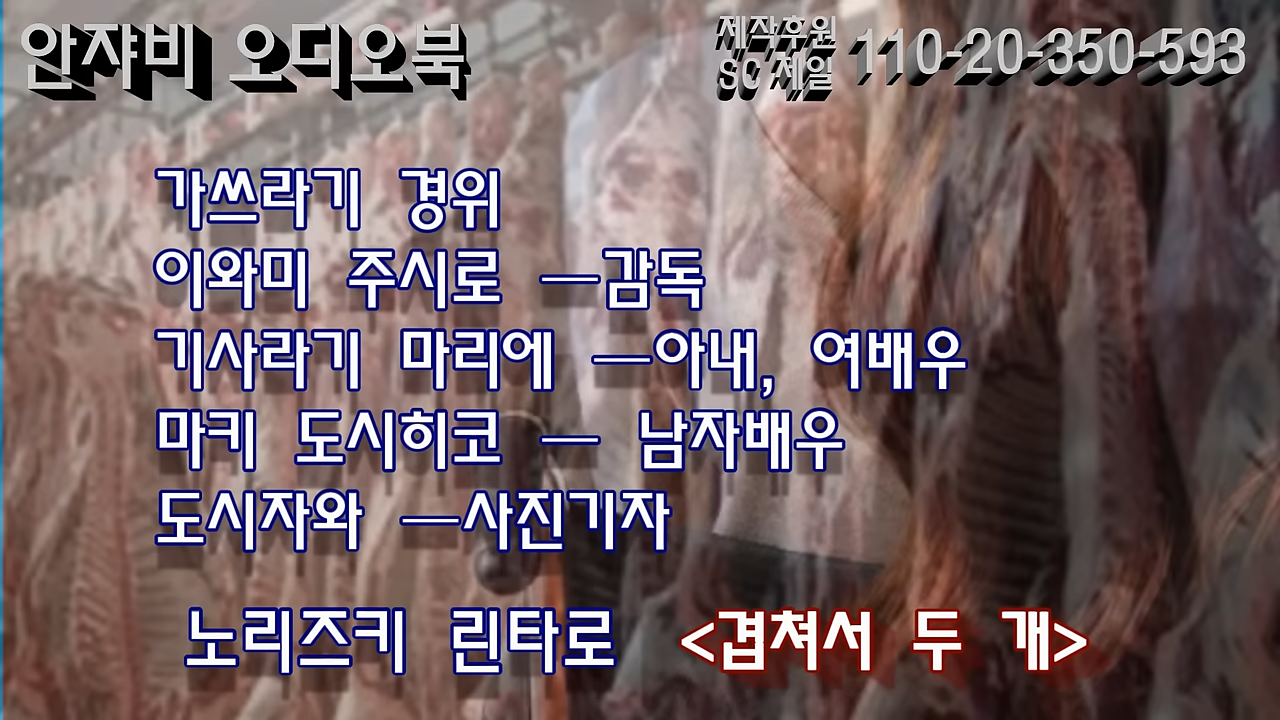 안쟈비 오디오북
제작후원
SC 제일
110-20-350-593
가쓰라기 경위
이와미 주시로 —감독
기사라기 마리에 —아내, 여배우
마키 도시히코 — 남자배우
도시자와 —사진기자
노리즈키 린타로 <겹쳐서 두 개>